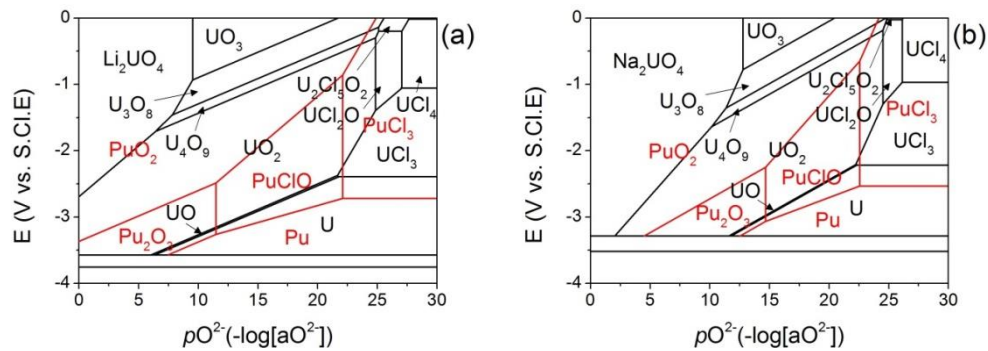 (a)
E (V vs. S.Cl.E)
0
-1
-2
-3
-4
Li₂UO₄
UO₃
U₃O₈
U₄O₉
U₂Cl₅O₂
UCl₂O
UCl₄
PuCl₃
UCl₃
PuO₂
UO₂
PuClO
UO
Pu₂O₃
U
Pu
0 5 10 15 20 25 30
pO²⁻(-log[aO²⁻])
(b)
E (V vs. S.Cl.E)
0
-1
-2
-3
-4
Na₂UO₄
UO₃
UCl₄
U₃O₈
U₂Cl₅O₂
UCl₂O
U₄O₉
PuCl₃
UCl₃
PuO₂
UO₂
PuClO
UO
Pu₂O₃
Pu
U
0 5 10 15 20 25 30
pO²⁻(-log[aO²⁻])